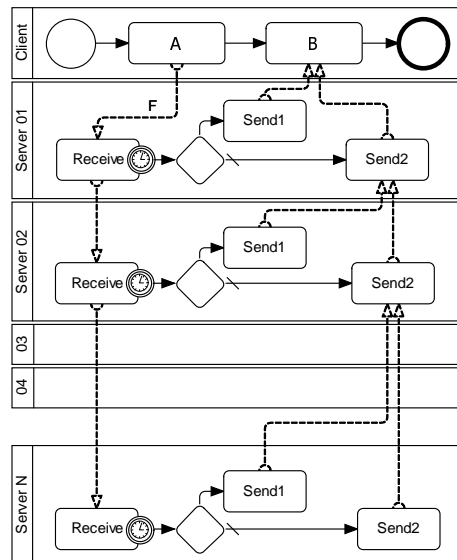 Client
A
B
Server 01
F
Receive
Send1
Send2
Server 02
Receive
Send1
Send2
03
04
Server N
Receive
Send1
Send2